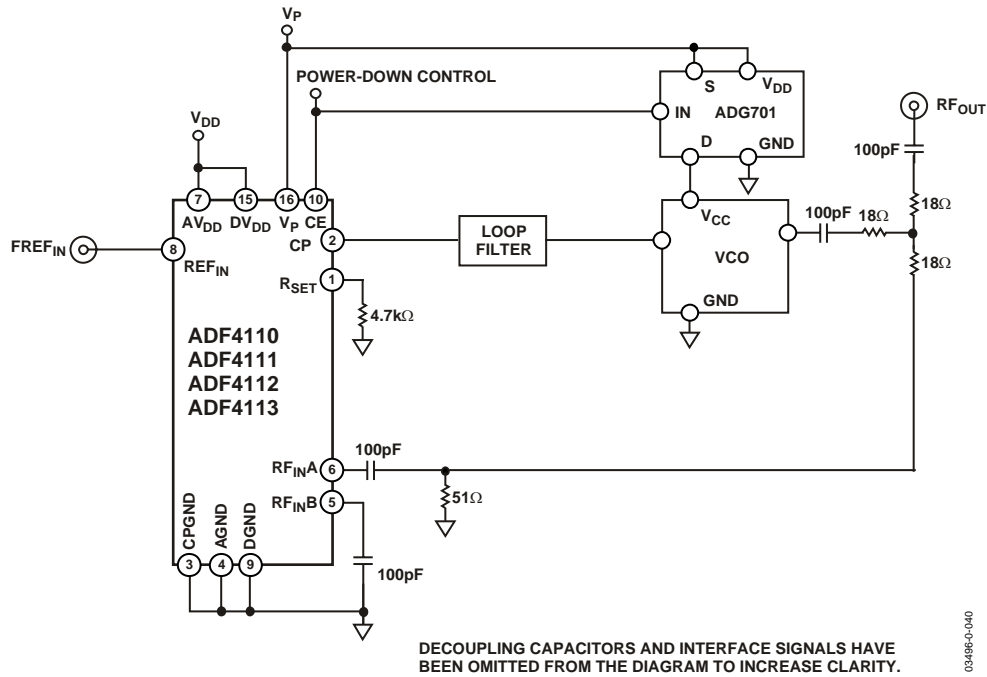 VP
POWER-DOWN CONTROL
VDD
S
VDD
IN
ADG701
D
GND
RFOUT
100pF
18Ω
7
15
16
10
AVDD
DVDD
VP
CE
CP
2
FREFIN
8
REFIN
LOOP
FILTER
VCC
VCO
GND
100pF
18Ω
18Ω
RSET
1
4.7kΩ
ADF4110
ADF4111
ADF4112
ADF4113
RFINA
6
100pF
51Ω
RFINB
5
100pF
CPGND
AGND
DGND
3
4
9
DECOUPLING CAPACITORS AND INTERFACE SIGNALS HAVE
BEEN OMITTED FROM THE DIAGRAM TO INCREASE CLARITY.
03496-0-040